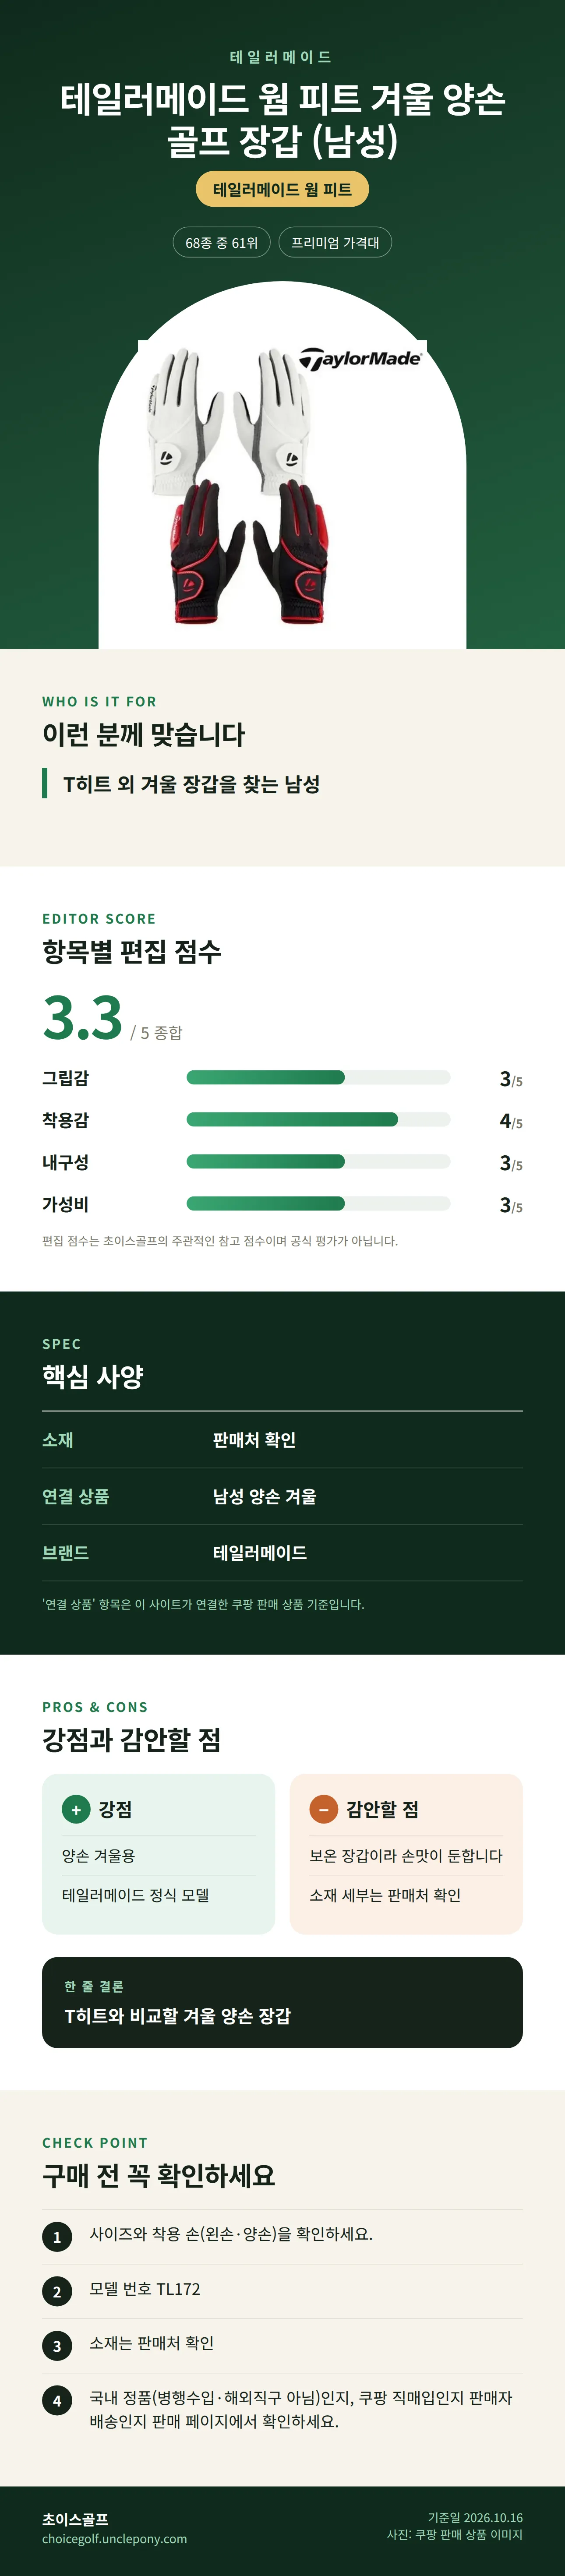 테일러메이드
테일러메이드 웜 피트 겨울 양손
골프 장갑 (남성)
테일러메이드 웜 피트
68종 중 61위
프리미엄 가격대
TaylorMade
WHO IS IT FOR
이런 분께 맞습니다
T히트 외 겨울 장갑을 찾는 남성
EDITOR SCORE
항목별 편집 점수
3.3 / 5 종합
그립감 3/5
착용감 4/5
내구성 3/5
가성비 3/5
편집 점수는 초이스골프의 주관적인 참고 점수이며 공식 평가가 아닙니다.
SPEC
핵심 사양
소재 판매처 확인
연결 상품 남성 양손 겨울
브랜드 테일러메이드
'연결 상품' 항목은 이 사이트가 연결한 쿠팡 판매 상품 기준입니다.
PROS & CONS
강점과 감안할 점
+ 강점
양손 겨울용
테일러메이드 정식 모델
− 감안할 점
보온 장갑이라 손맛이 둔합니다
소재 세부는 판매처 확인
한 줄 결론
T히트와 비교할 겨울 양손 장갑
CHECK POINT
구매 전 꼭 확인하세요
1 사이즈와 착용 손(왼손·양손)을 확인하세요.
2 모델 번호 TL172
3 소재는 판매처 확인
4 국내 정품(병행수입·해외직구 아님)인지, 쿠팡 직매입인지 판매자
배송인지 판매 페이지에서 확인하세요.
초이스골프
choicegolf.unclepony.com
기준일 2026.10.16
사진: 쿠팡 판매 상품 이미지